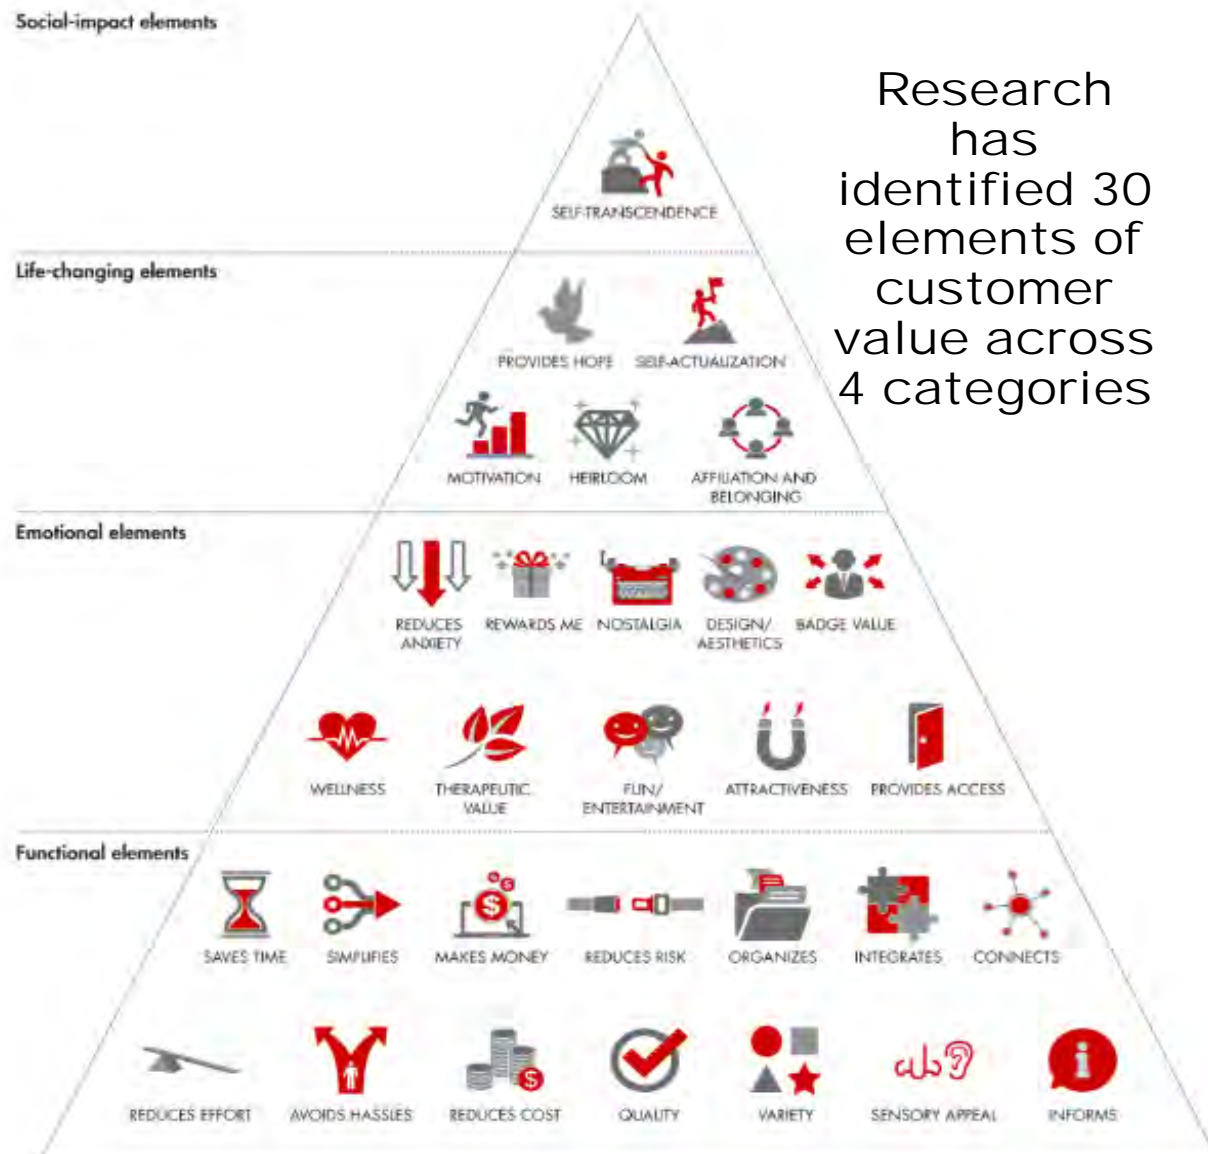 Social-impact elements
Research
has
identified 30
elements of
customer
value across
4 categories
SELF-TRANSCENDENCE
Life-changing elements
PROVIDES HOPE
SELF-ACTUALIZATION
MOTIVATION
HEIRLOOM
AFFILIATION AND
BELONGING
Emotional elements
REDUCES
ANXIETY
REWARDS ME
NOSTALGIA
DESIGN/
AESTHETICS
BADGE VALUE
WELLNESS
THERAPEUTIC
VALUE
FUN/
ENTERTAINMENT
ATTRACTIVENESS
PROVIDES ACCESS
Functional elements
SAVES TIME
SIMPLIFIES
$
MAKES MONEY
REDUCES RISK
ORGANIZES
INTEGRATES
CONNECTS
REDUCES EFFORT
AVOIDS HASSLES
$
REDUCES COST
QUALITY
VARIETY
SENSORY APPEAL
i
INFORMS